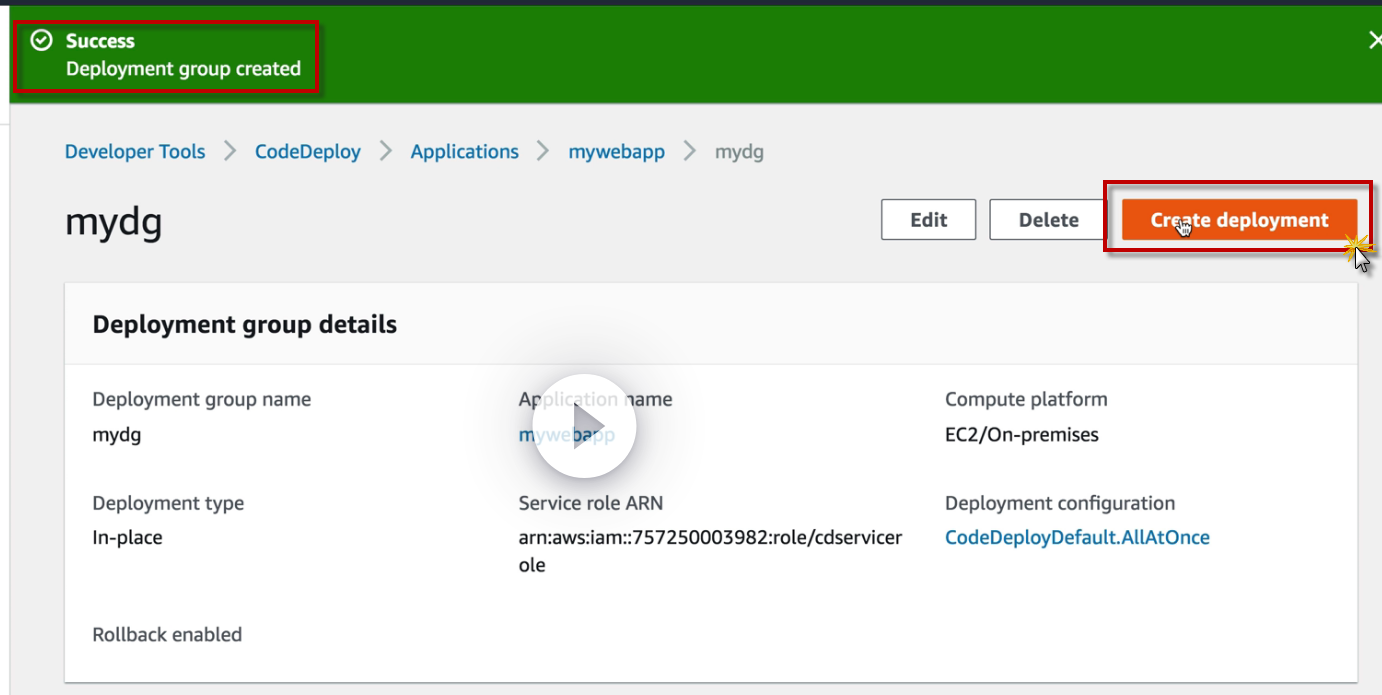 Success
Deployment group created
Developer Tools > CodeDeploy > Applications > mywebapp > mydg
mydg
Edit Delete Create deployment
Deployment group details
Deployment group name
Application name
Compute platform
mydg
mywebapp
EC2/On-premises
Deployment type
Service role ARN
Deployment configuration
In-place
arn:aws:iam::757250003982:role/cdservicer
ole
CodeDeployDefault.AllAtOnce
Rollback enabled